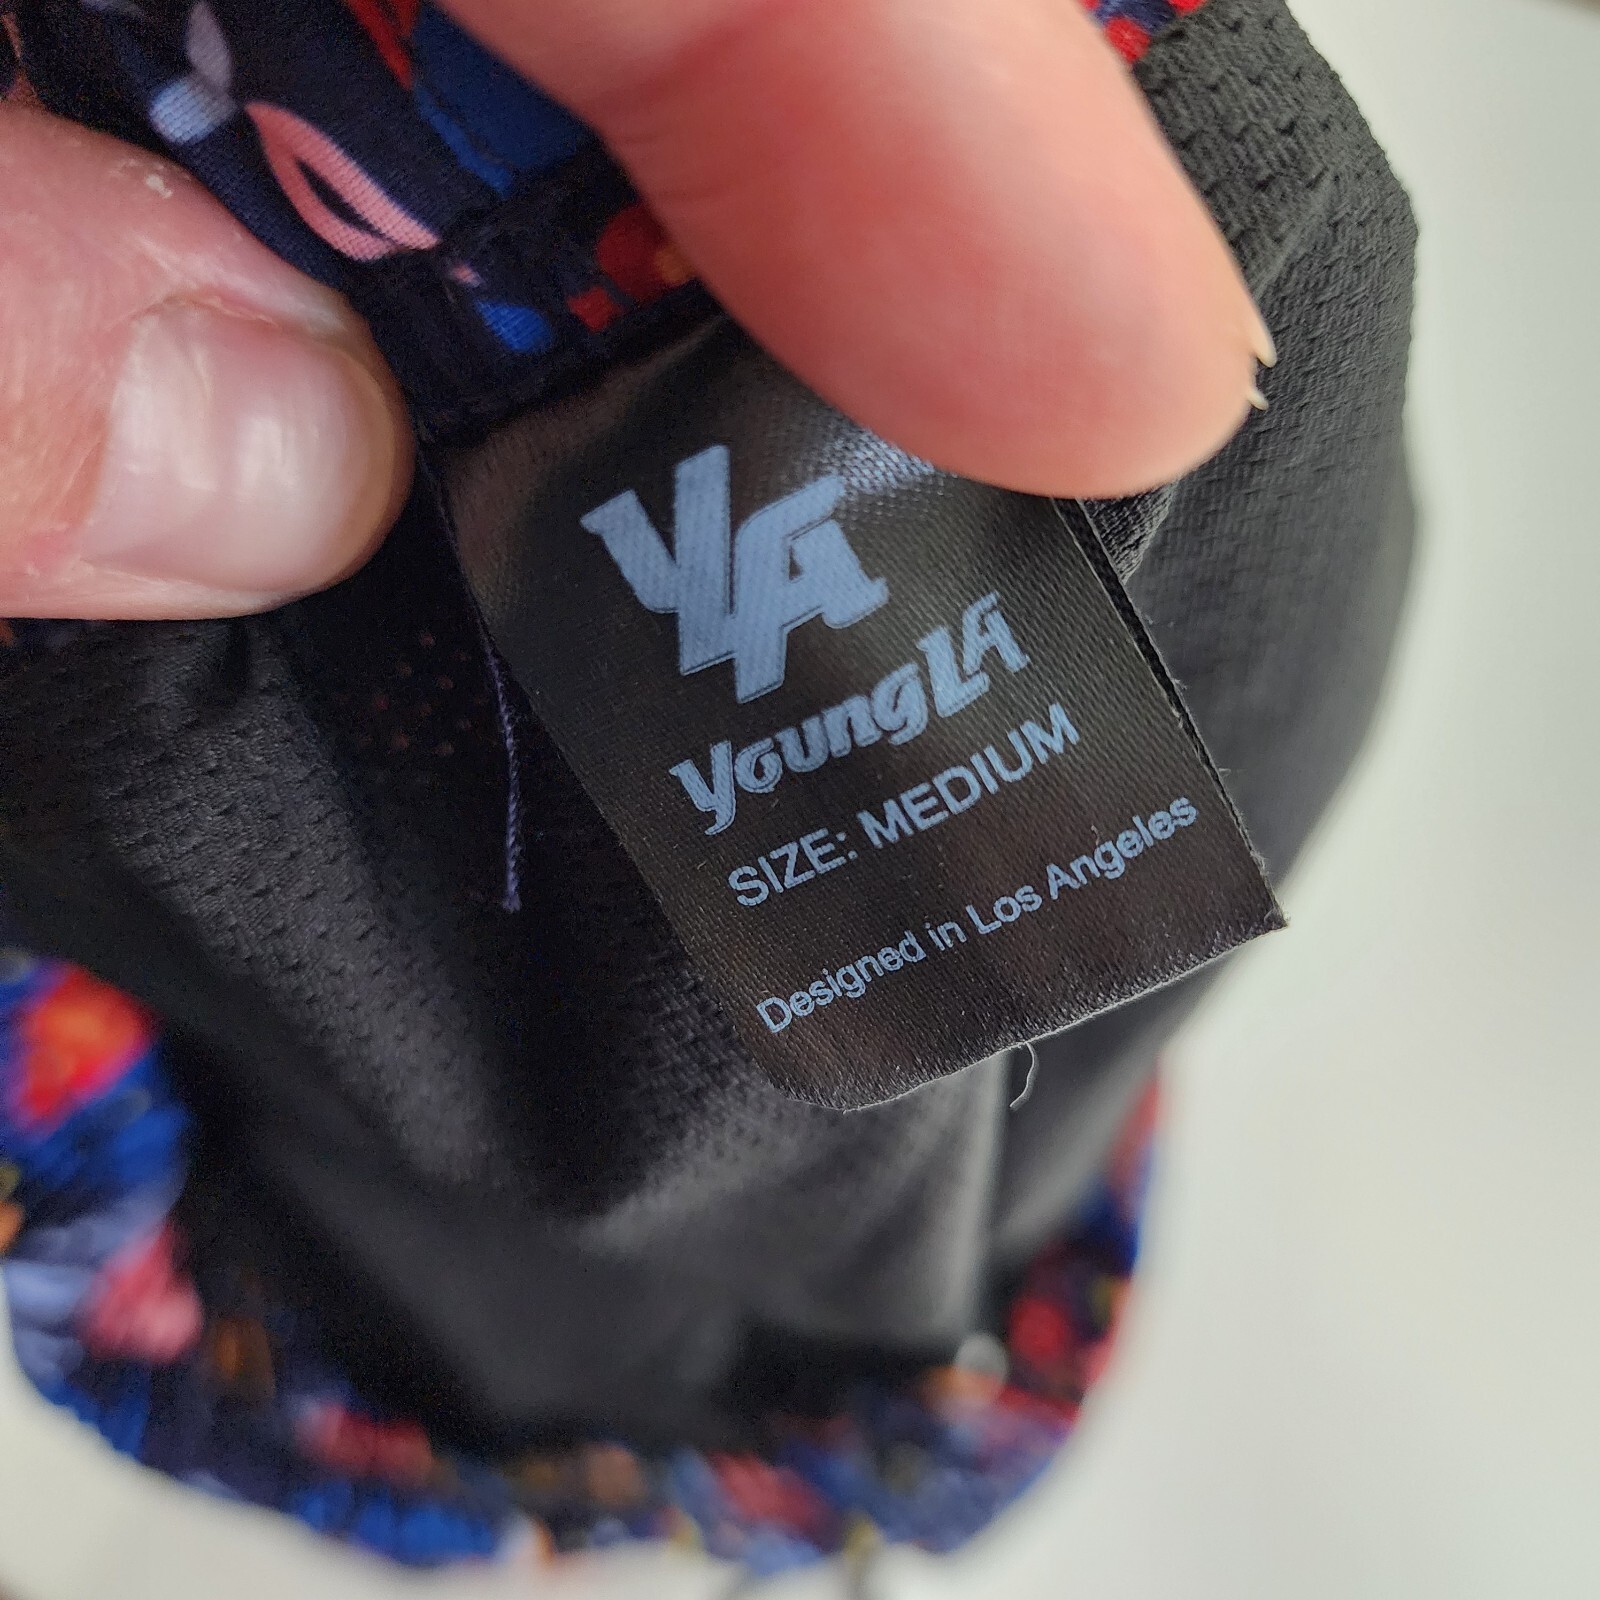 YLA
YoungLA
SIZE: MEDIUM
Designed in Los Angeles